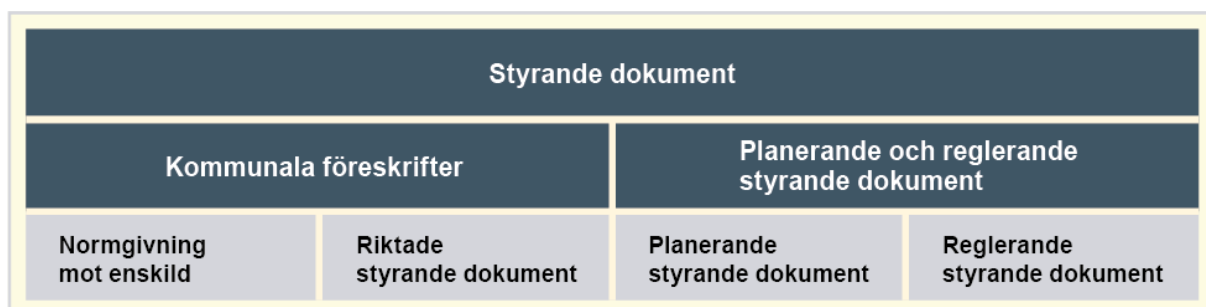 Styrande dokument
Kommunala föreskrifter
Planerande och reglerande
styrande dokument
Normgivning
mot enskild
Riktade
styrande dokument
Planerande
styrande dokument
Reglerande
styrande dokument